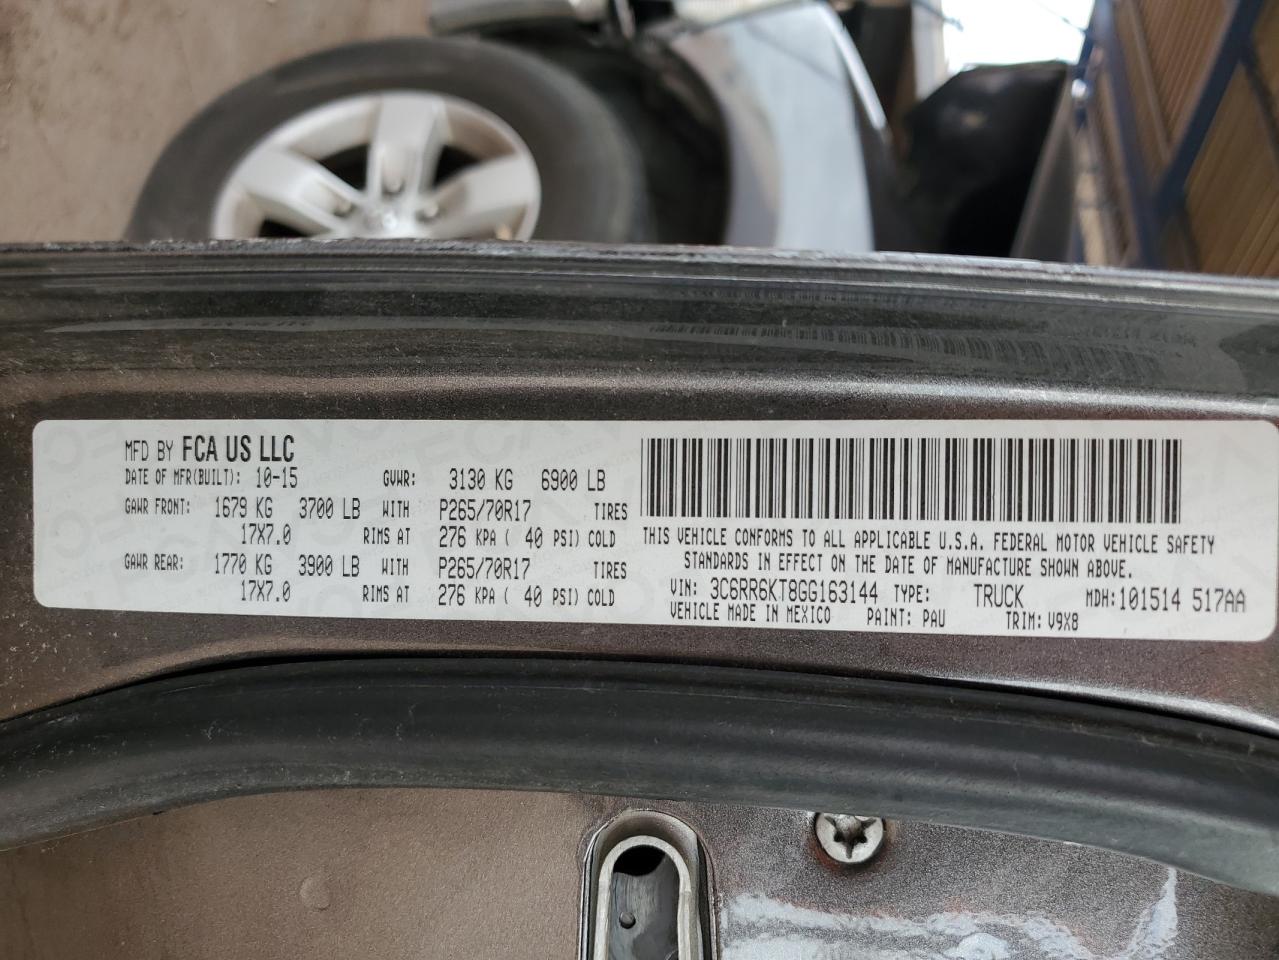 MFD BY FCA US LLC
DATE OF MFR(BUILT): 10-15 GVWR: 3130 KG 6900 LB
GAWR FRONT: 1679 KG 3700 LB WITH P265/70R17 TIRES
17X7.0 RIMS AT 276 KPA ( 40 PSI) COLD
GAWR REAR: 1770 KG 3900 LB WITH P265/70R17 TIRES
17X7.0 RIMS AT 276 KPA ( 40 PSI) COLD
THIS VEHICLE CONFORMS TO ALL APPLICABLE U.S.A. FEDERAL MOTOR VEHICLE SAFETY
STANDARDS IN EFFECT ON THE DATE OF MANUFACTURE SHOWN ABOVE.
VIN: 3C6RR6KT8GG163144 TYPE: TRUCK MDH:101514 517AA
VEHICLE MADE IN MEXICO PAINT: PAU TRIM: V9X8